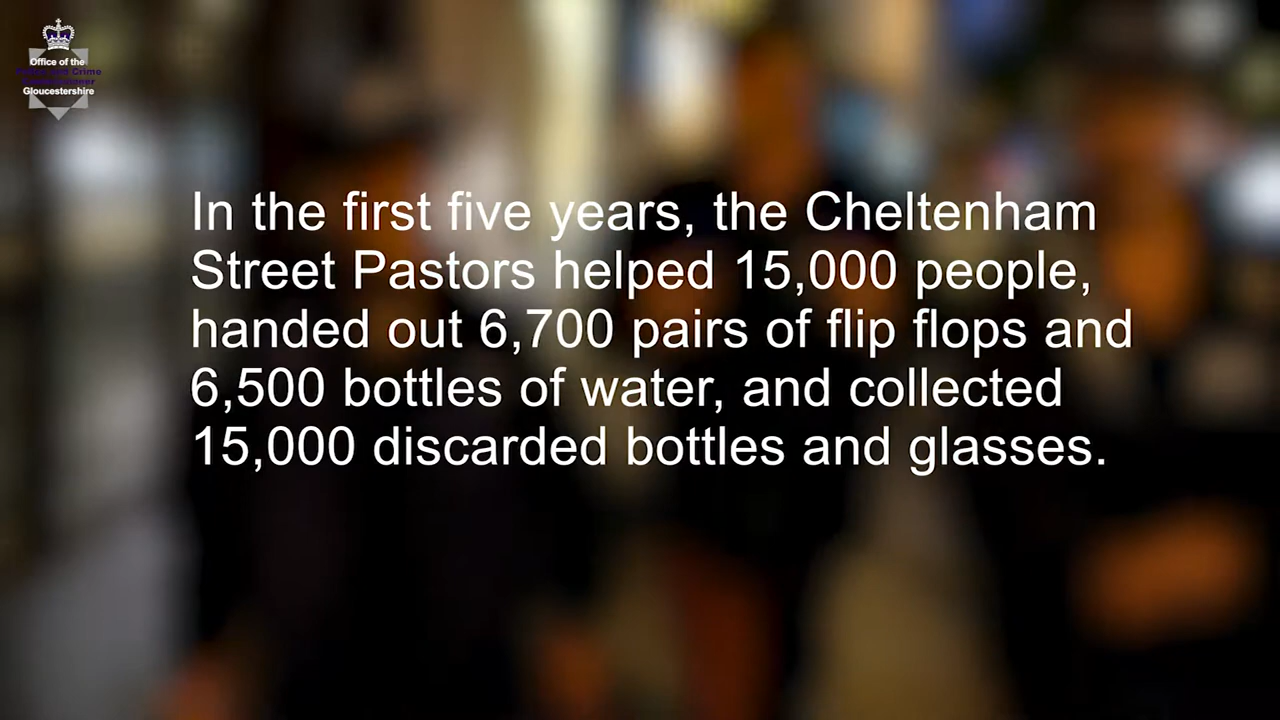 Office of the
Police and Crime
Commissioner
Gloucestershire
In the first five years, the Cheltenham
Street Pastors helped 15,000 people,
handed out 6,700 pairs of flip flops and
6,500 bottles of water, and collected
15,000 discarded bottles and glasses.